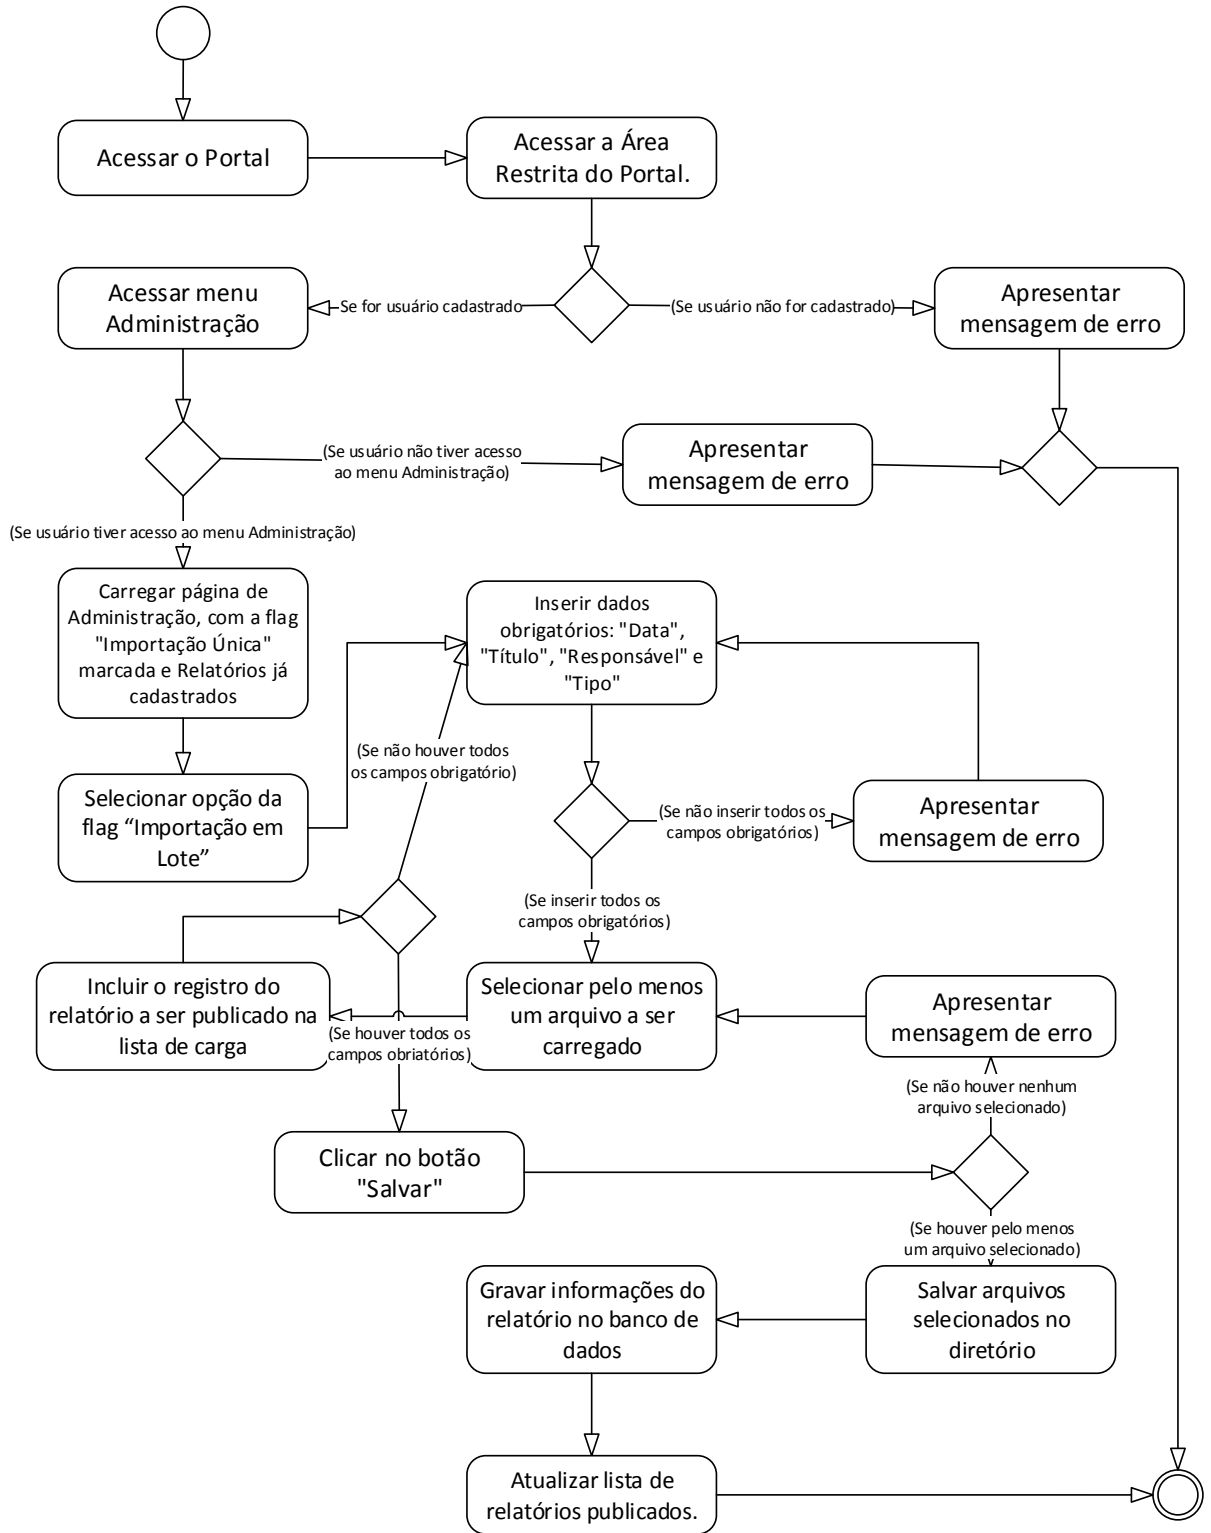 Acessar o Portal
Acessar a Área
Restrita do Portal.
Acessar menu
Administração
Se for usuário cadastrado
(Se usuário não for cadastrado)
Apresentar
mensagem de erro
(Se usuário não tiver acesso
ao menu Administração)
Apresentar
mensagem de erro
(Se usuário tiver acesso ao menu Administração)
Carregar página de
Administração, com a flag
"Importação Única"
marcada e Relatórios já
cadastrados
Inserir dados
obrigatórios: "Data",
"Título", "Responsável" e
"Tipo"
(Se não houver todos
os campos obrigatório)
Selecionar opção da
flag “Importação em
Lote”
(Se não inserir todos os
campos obrigatórios)
Apresentar
mensagem de erro
(Se inserir todos os
campos obrigatórios)
Incluir o registro do
relatório a ser publicado na
lista de carga
(Se houver todos os
campos obriatórios)
Selecionar pelo menos
um arquivo a ser
carregado
Apresentar
mensagem de erro
(Se não houver nenhum
arquivo selecionado)
Clicar no botão
"Salvar"
(Se houver pelo menos
um arquivo selecionado)
Gravar informações do
relatório no banco de
dados
Salvar arquivos
selecionados no
diretório
Atualizar lista de
relatórios publicados.